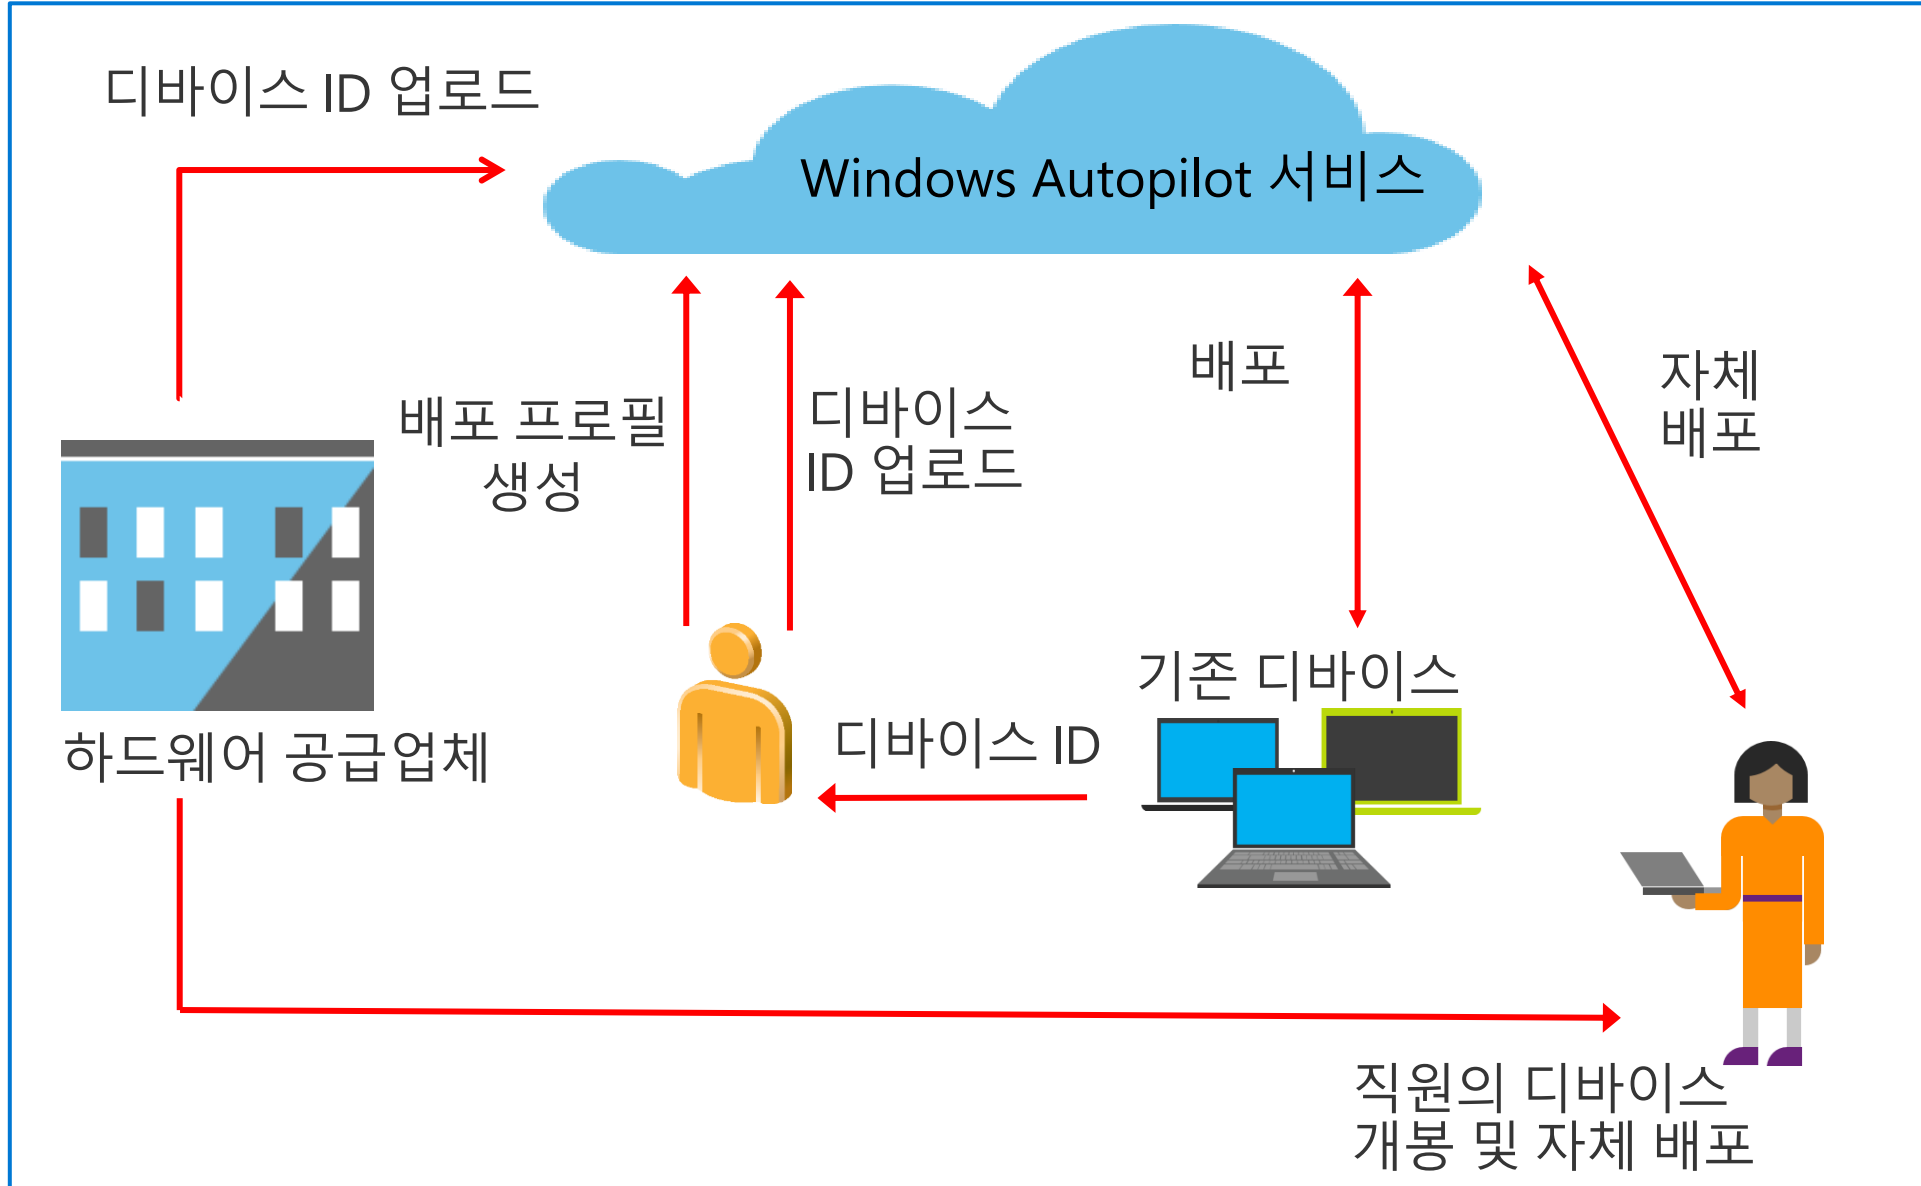 디바이스 ID 업로드
Windows Autopilot 서비스
배포 프로필
생성
디바이스
ID 업로드
배포
자체
배포
하드웨어 공급업체
디바이스 ID
기존 디바이스
직원의 디바이스
개봉 및 자체 배포